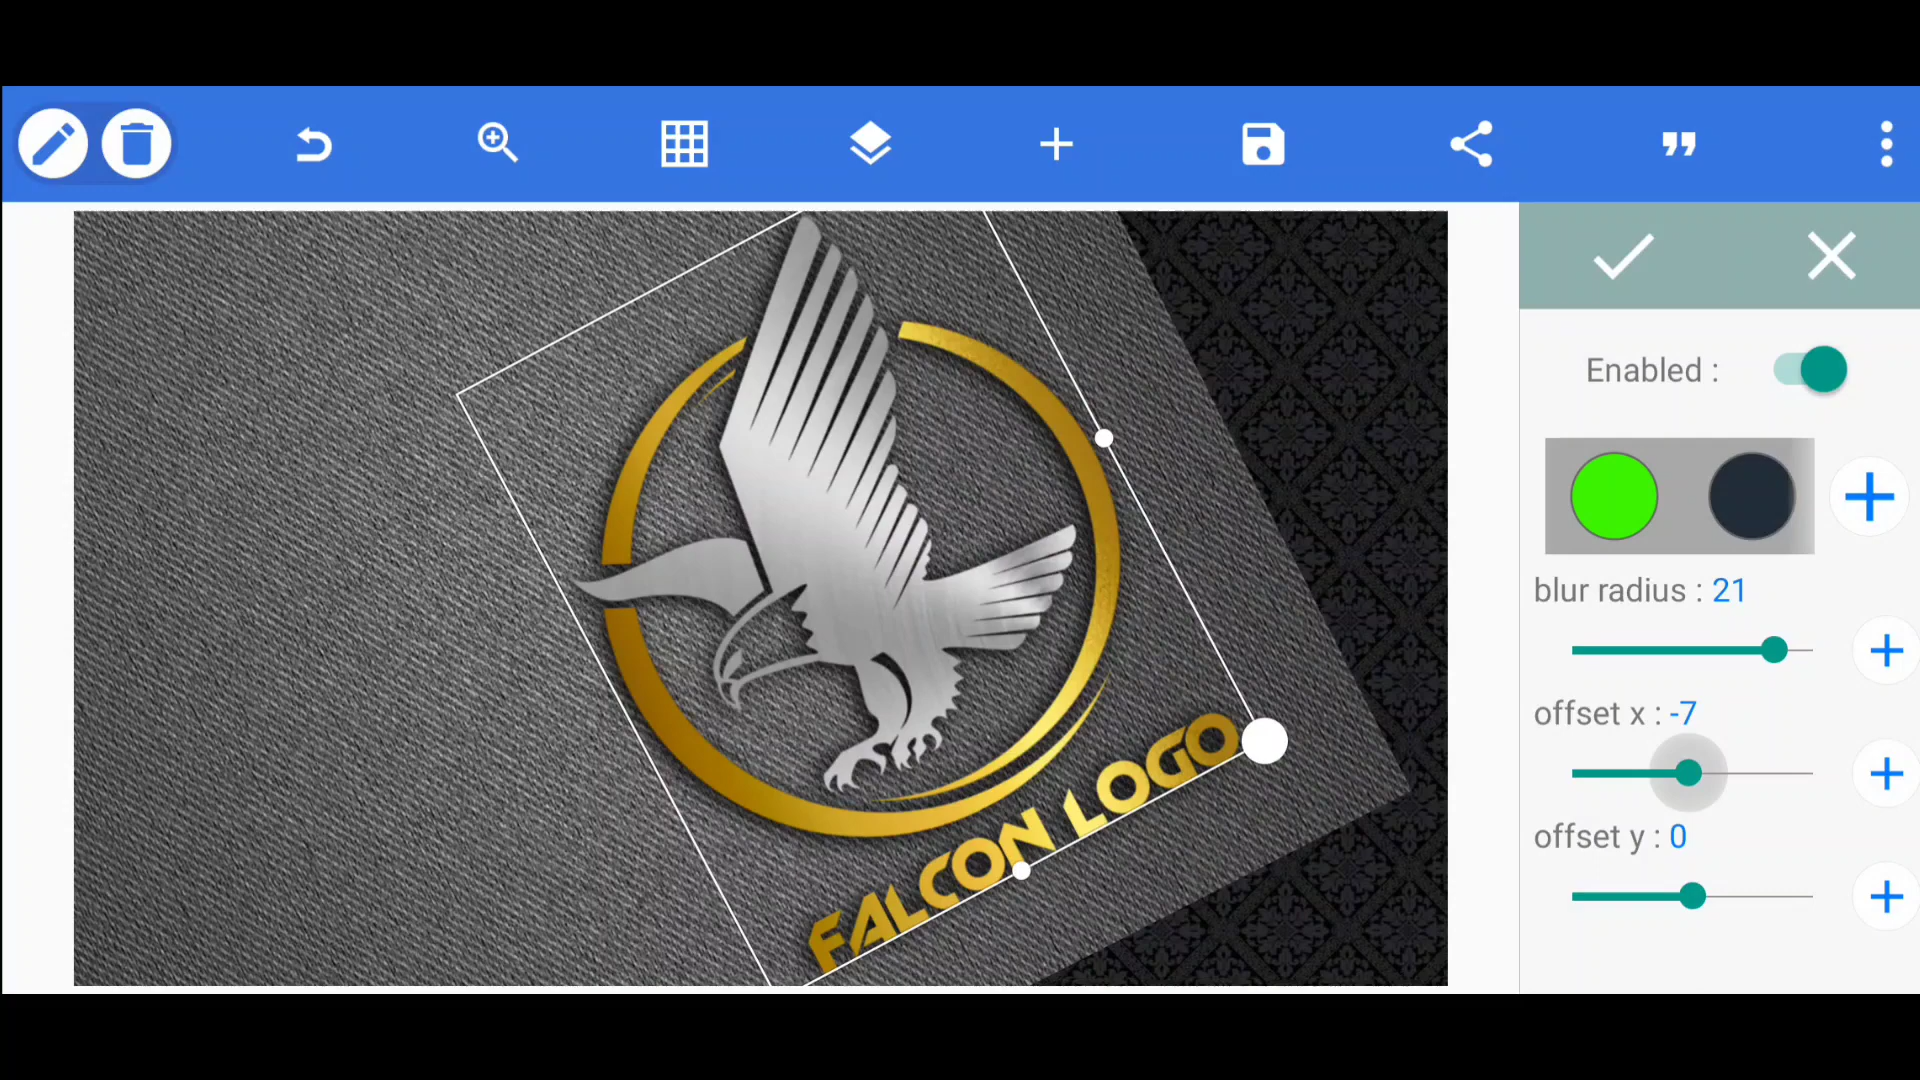 Enabled :
blur radius : 21
offset x : -7
offset y : 0
FALCON LOGO